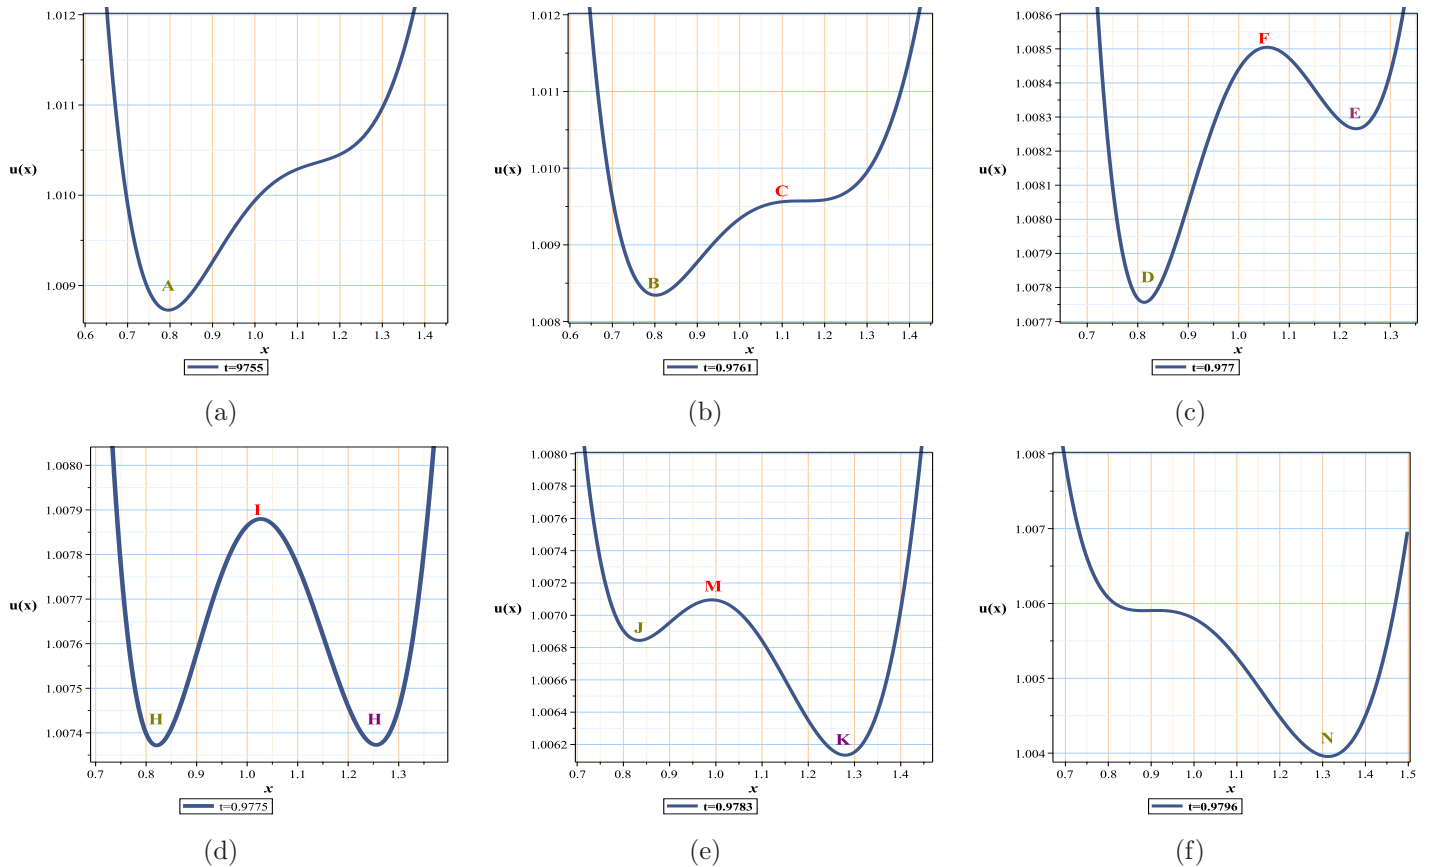 1.012
1.011
1.010
1.009
u(x)
A
0.6 0.7 0.8 0.9 1.0 1.1 1.2 1.3 1.4
x
t=9755
(a)
1.012
1.011
1.010
1.009
1.008
u(x)
C
B
0.6 0.7 0.8 0.9 1.0 1.1 1.2 1.3 1.4
x
t=0.9761
(b)
1.0086
1.0085
1.0084
1.0083
1.0082
1.0081
1.0080
1.0079
1.0078
1.0077
u(x)
F
E
D
0.7 0.8 0.9 1.0 1.1 1.2 1.3
x
t=0.977
(c)
1.0080
1.0079
1.0078
1.0077
1.0076
1.0075
1.0074
u(x)
I
H H
0.7 0.8 0.9 1.0 1.1 1.2 1.3
x
t=0.9775
(d)
1.0080
1.0078
1.0076
1.0074
1.0072
1.0070
1.0068
1.0066
1.0064
1.0062
u(x)
M
J
K
0.7 0.8 0.9 1.0 1.1 1.2 1.3 1.4
x
t=0.9783
(e)
1.008
1.007
1.006
1.005
1.004
u(x)
N
0.7 0.8 0.9 1.0 1.1 1.2 1.3 1.4 1.5
x
t=0.9796
(f)